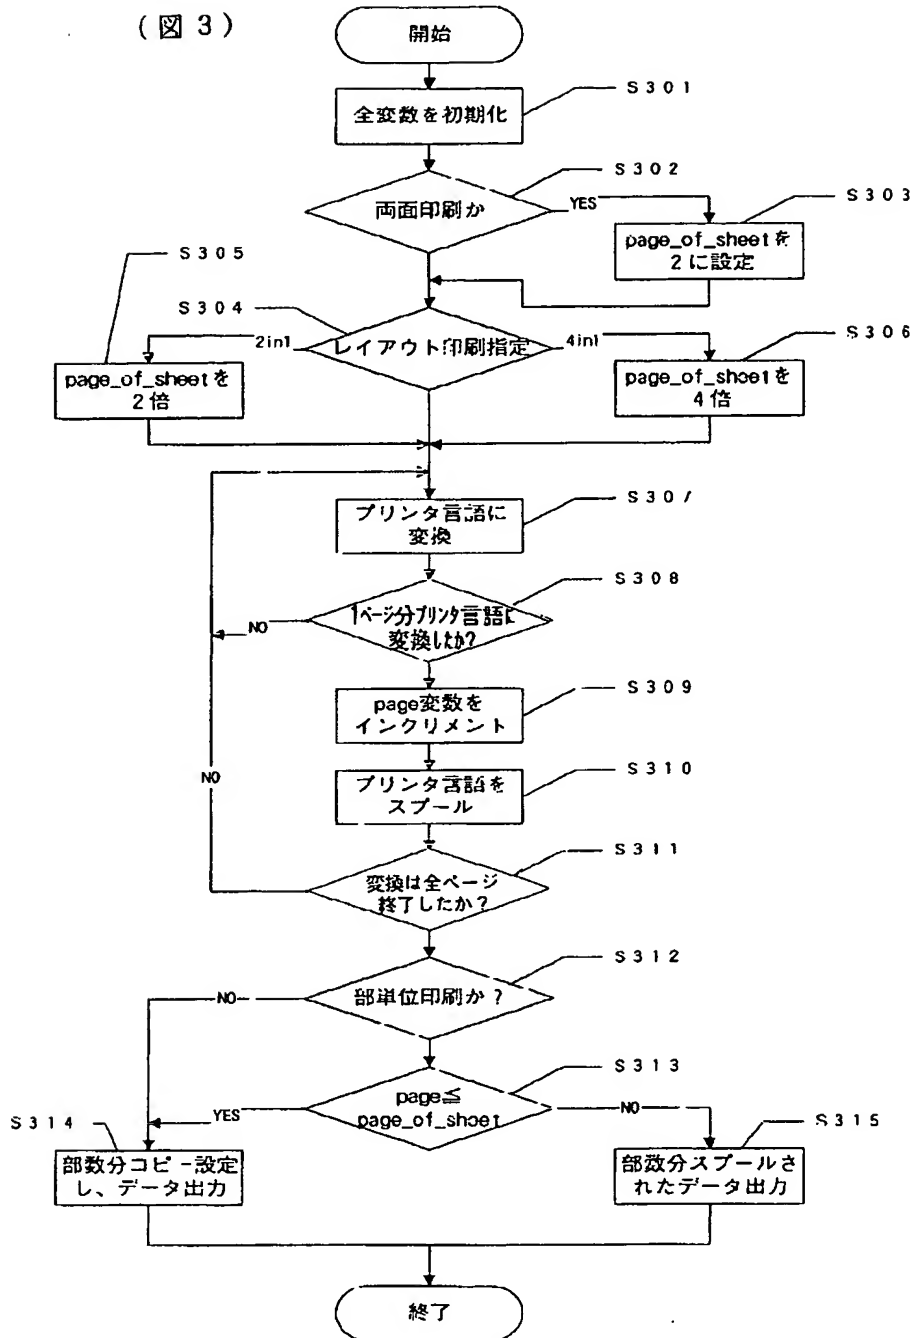 (図3)
開始
S301
全変数を初期化
S302
両面印刷か
YES
S303
page_of_sheetを
2に設定
S305
S304
2in1
レイアウト印刷指定
4in1
S306
page_of_sheetを
2倍
page_of_sheetを
4倍
S307
プリンタ言語に
変換
S308
1ページ分プリンタ言語に
変換したか?
NO
S309
page変数を
インクリメント
NO
S310
プリンタ言語を
スプール
S311
変換は全ページ
終了したか?
S312
部単位印刷か?
NO
S313
page≦
page_of_sheet
YES
NO
S314
S315
部数分コピー設定
し、データ出力
部数分スプールさ
れたデータ出力
終了